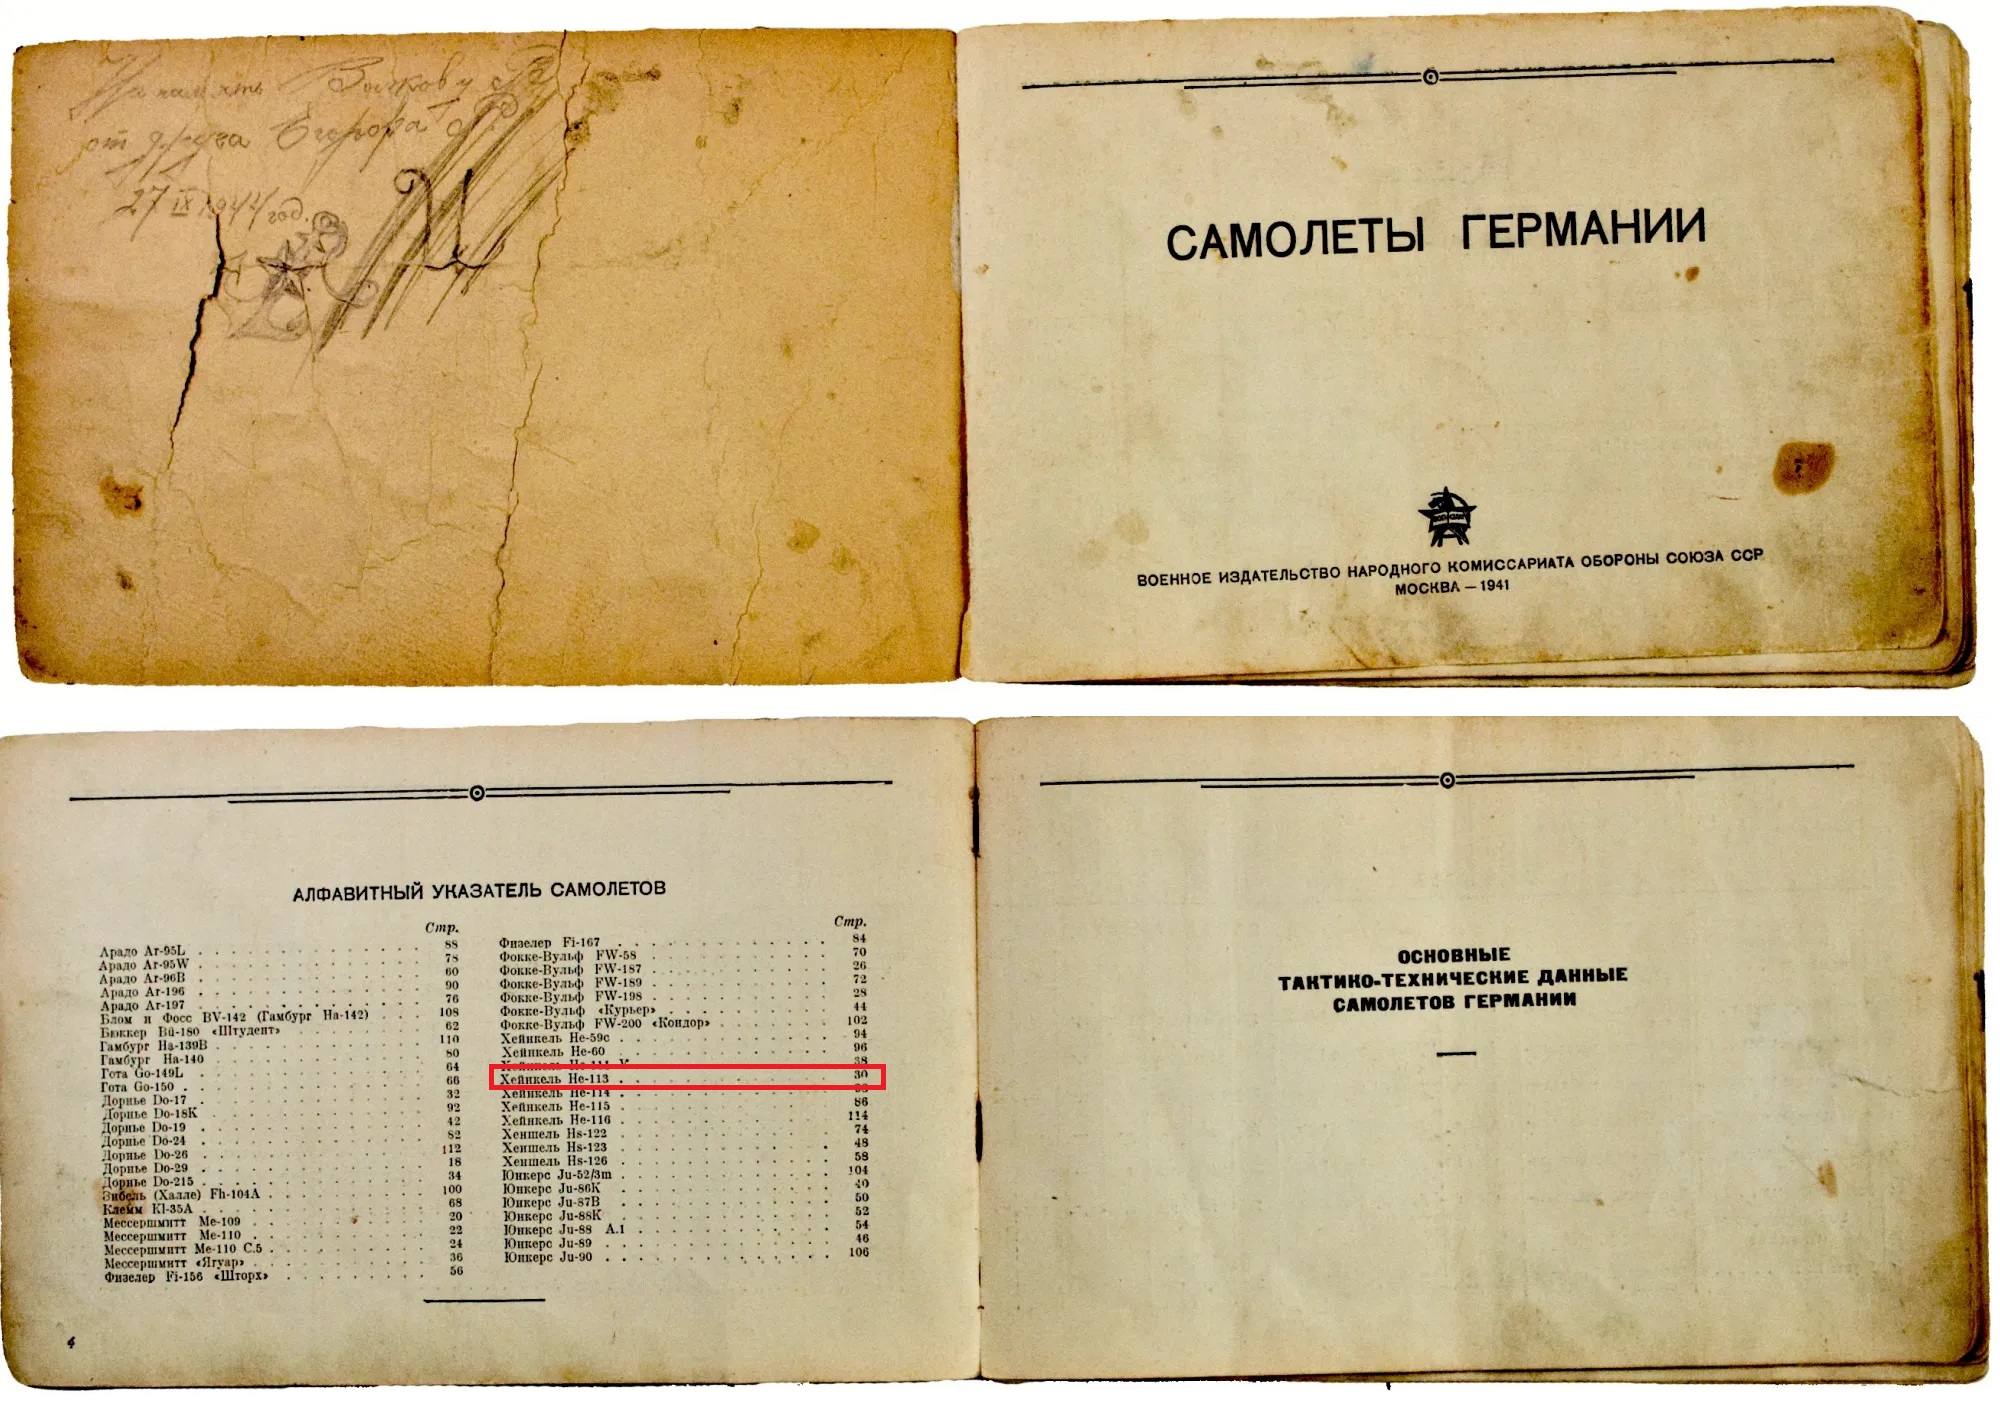 На память
от друга Егорова
27 IX 1944 год.
САМОЛЕТЫ ГЕРМАНИИ
ВОЕННОЕ ИЗДАТЕЛЬСТВО НАРОДНОГО КОМИССАРИАТА ОБОРОНЫ СОЮЗА ССР
МОСКВА — 1941
АЛФАВИТНЫЙ УКАЗАТЕЛЬ САМОЛЕТОВ
Стр.
Арадо Ar-95L . . . 88
Арадо Ar-95W . . . 78
Арадо Ar-96B . . . 60
Арадо Ar-196 . . . 90
Арадо Ar-197 . . . 76
Блом и Фосс BV-142 (Гамбург Ha-142) . . . 108
Бюккер Bü-180 «Штудент» . . . 62
Гамбург Ha-139B . . . 110
Гамбург Ha-140 . . . 80
Гота Go-149L . . . 64
Гота Go-150 . . . 66
Дорнье Do-17 . . . 32
Дорнье Do-18K . . . 92
Дорнье Do-19 . . . 42
Дорнье Do-24 . . . 82
Дорнье Do-26 . . . 112
Дорнье Do-29 . . . 18
Дорнье Do-215 . . . 34
Зибель (Халле) Fh-104A . . . 100
Клемм Kl-35A . . . 68
Мессершмитт Me-109 . . . 20
Мессершмитт Me-110 . . . 22
Мессершмитт Me-110 C.5 . . . 24
Мессершмитт «Ягуар» . . . 36
Физелер Fi-156 «Шторх» . . . 56
Стр.
Физелер Fi-167 . . . 84
Фокке-Вульф FW-58 . . . 70
Фокке-Вульф FW-187 . . . 26
Фокке-Вульф FW-189 . . . 72
Фокке-Вульф FW-198 . . . 28
Фокке-Вульф «Курьер» . . . 44
Фокке-Вульф FW-200 «Кондор» . . . 102
Хейнкель He-59c . . . 94
Хейнкель He-60 . . . 96
Хейнкель He-111 V . . . 38
Хейнкель He-113 . . . 30
Хейнкель He-114 . . .
Хейнкель He-115 . . . 86
Хейнкель He-116 . . . 114
Хеншель Hs-122 . . . 74
Хеншель Hs-123 . . . 48
Хеншель Hs-126 . . . 58
Юнкерс Ju-52/3m . . . 104
Юнкерс Ju-86K . . . 40
Юнкерс Ju-87B . . . 50
Юнкерс Ju-88K . . . 52
Юнкерс Ju-88 A.1 . . . 54
Юнкерс Ju-89 . . . 46
Юнкерс Ju-90 . . . 106
4
ОСНОВНЫЕ
ТАКТИКО-ТЕХНИЧЕСКИЕ ДАННЫЕ
САМОЛЕТОВ ГЕРМАНИИ